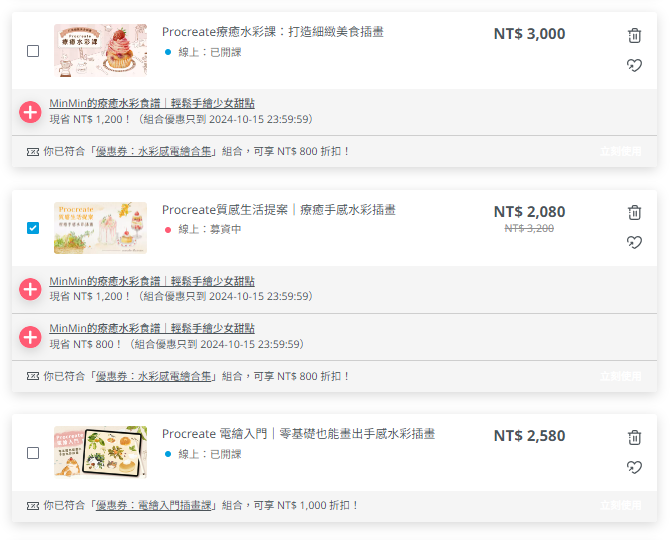 Procreate
療癒水彩課
Procreate療癒水彩課：打造細緻美食插畫
線上：已開課
NT$ 3,000
MinMin的療癒水彩食譜｜輕鬆手繪少女甜點
現省 NT$ 1,200！（組合優惠只到 2024-10-15 23:59:59）
你已符合「優惠券：水彩感電繪合集」組合，可享 NT$ 800 折扣！
立刻使用
Procreate
質感生活提案
療癒手感水彩插畫
Procreate質感生活提案｜療癒手感水彩插畫
線上：募資中
NT$ 2,080
NT$ 3,200
MinMin的療癒水彩食譜｜輕鬆手繪少女甜點
現省 NT$ 1,200！（組合優惠只到 2024-10-15 23:59:59）
MinMin的療癒水彩食譜｜輕鬆手繪少女甜點
現省 NT$ 800！（組合優惠只到 2024-10-15 23:59:59）
你已符合「優惠券：水彩感電繪合集」組合，可享 NT$ 800 折扣！
立刻使用
Procreate
電繪入門！
Procreate 電繪入門｜零基礎也能畫出手感水彩插畫
線上：已開課
NT$ 2,580
你已符合「優惠券：電繪入門插畫課」組合，可享 NT$ 1,000 折扣！
立刻使用